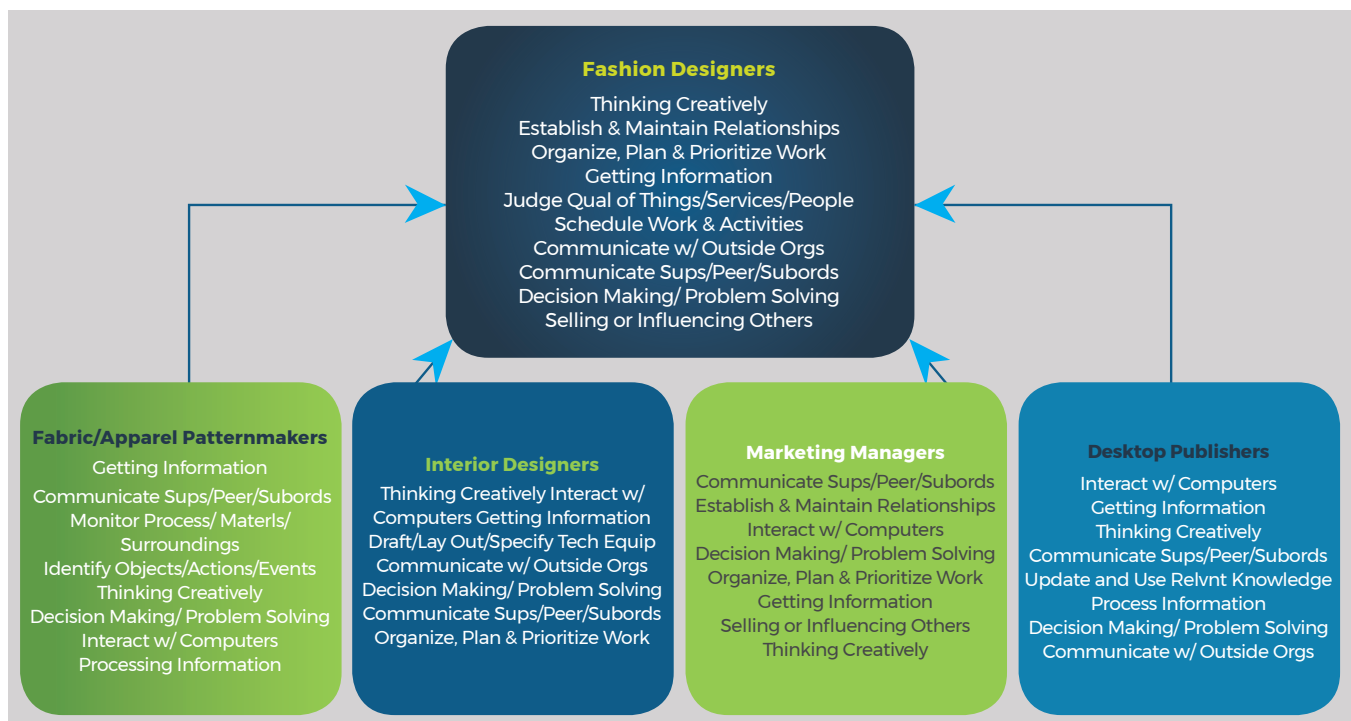 Fashion Designers
Thinking Creatively
Establish & Maintain Relationships
Organize, Plan & Prioritize Work
Getting Information
Judge Qual of Things/Services/People
Schedule Work & Activities
Communicate w/ Outside Orgs
Communicate Sups/Peer/Subords
Decision Making/ Problem Solving
Selling or Influencing Others
Fabric/Apparel Patternmakers
Getting Information
Communicate Sups/Peer/Subords
Monitor Process/ Materls/
Surroundings
Identify Objects/Actions/Events
Thinking Creatively
Decision Making/ Problem Solving
Interact w/ Computers
Processing Information
Interior Designers
Thinking Creatively Interact w/
Computers Getting Information
Draft/Lay Out/Specify Tech Equip
Communicate w/ Outside Orgs
Decision Making/ Problem Solving
Communicate Sups/Peer/Subords
Organize, Plan & Prioritize Work
Marketing Managers
Communicate Sups/Peer/Subords
Establish & Maintain Relationships
Interact w/ Computers
Decision Making/ Problem Solving
Organize, Plan & Prioritize Work
Getting Information
Selling or Influencing Others
Thinking Creatively
Desktop Publishers
Interact w/ Computers
Getting Information
Thinking Creatively
Communicate Sups/Peer/Subords
Update and Use Relvnt Knowledge
Process Information
Decision Making/ Problem Solving
Communicate w/ Outside Orgs